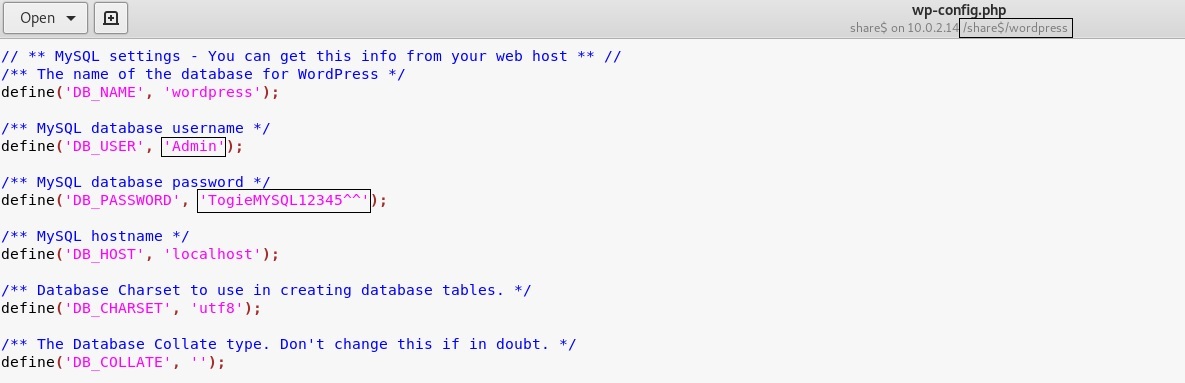 Open
wp-config.php
share$ on 10.0.2.14 /share$/wordpress
// ** MySQL settings - You can get this info from your web host ** //
/** The name of the database for WordPress */
define('DB_NAME', 'wordpress');
/** MySQL database username */
define('DB_USER', 'Admin');
/** MySQL database password */
define('DB_PASSWORD', 'TogieMYSQL12345^^');
/** MySQL hostname */
define('DB_HOST', 'localhost');
/** Database Charset to use in creating database tables. */
define('DB_CHARSET', 'utf8');
/** The Database Collate type. Don't change this if in doubt. */
define('DB_COLLATE', '');